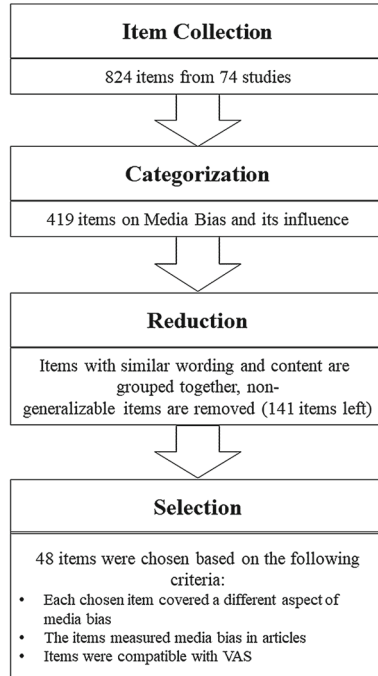 Item Collection
824 items from 74 studies
Categorization
419 items on Media Bias and its influence
Reduction
Items with similar wording and content are
grouped together, non-
generalizable items are removed (141 items left)
Selection
48 items were chosen based on the following
criteria:
• Each chosen item covered a different aspect of
media bias
• The items measured media bias in articles
• Items were compatible with VAS